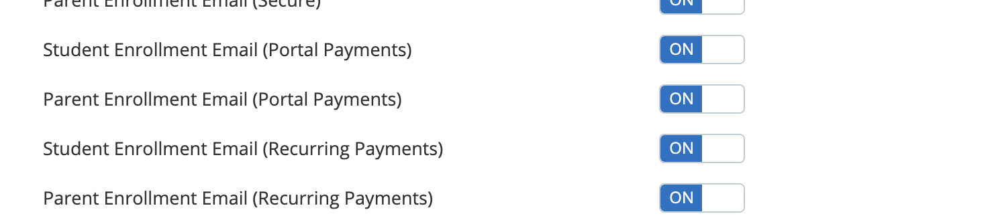 Parent Enrollment Email (Secure) ON
Student Enrollment Email (Portal Payments) ON
Parent Enrollment Email (Portal Payments) ON
Student Enrollment Email (Recurring Payments) ON
Parent Enrollment Email (Recurring Payments) ON